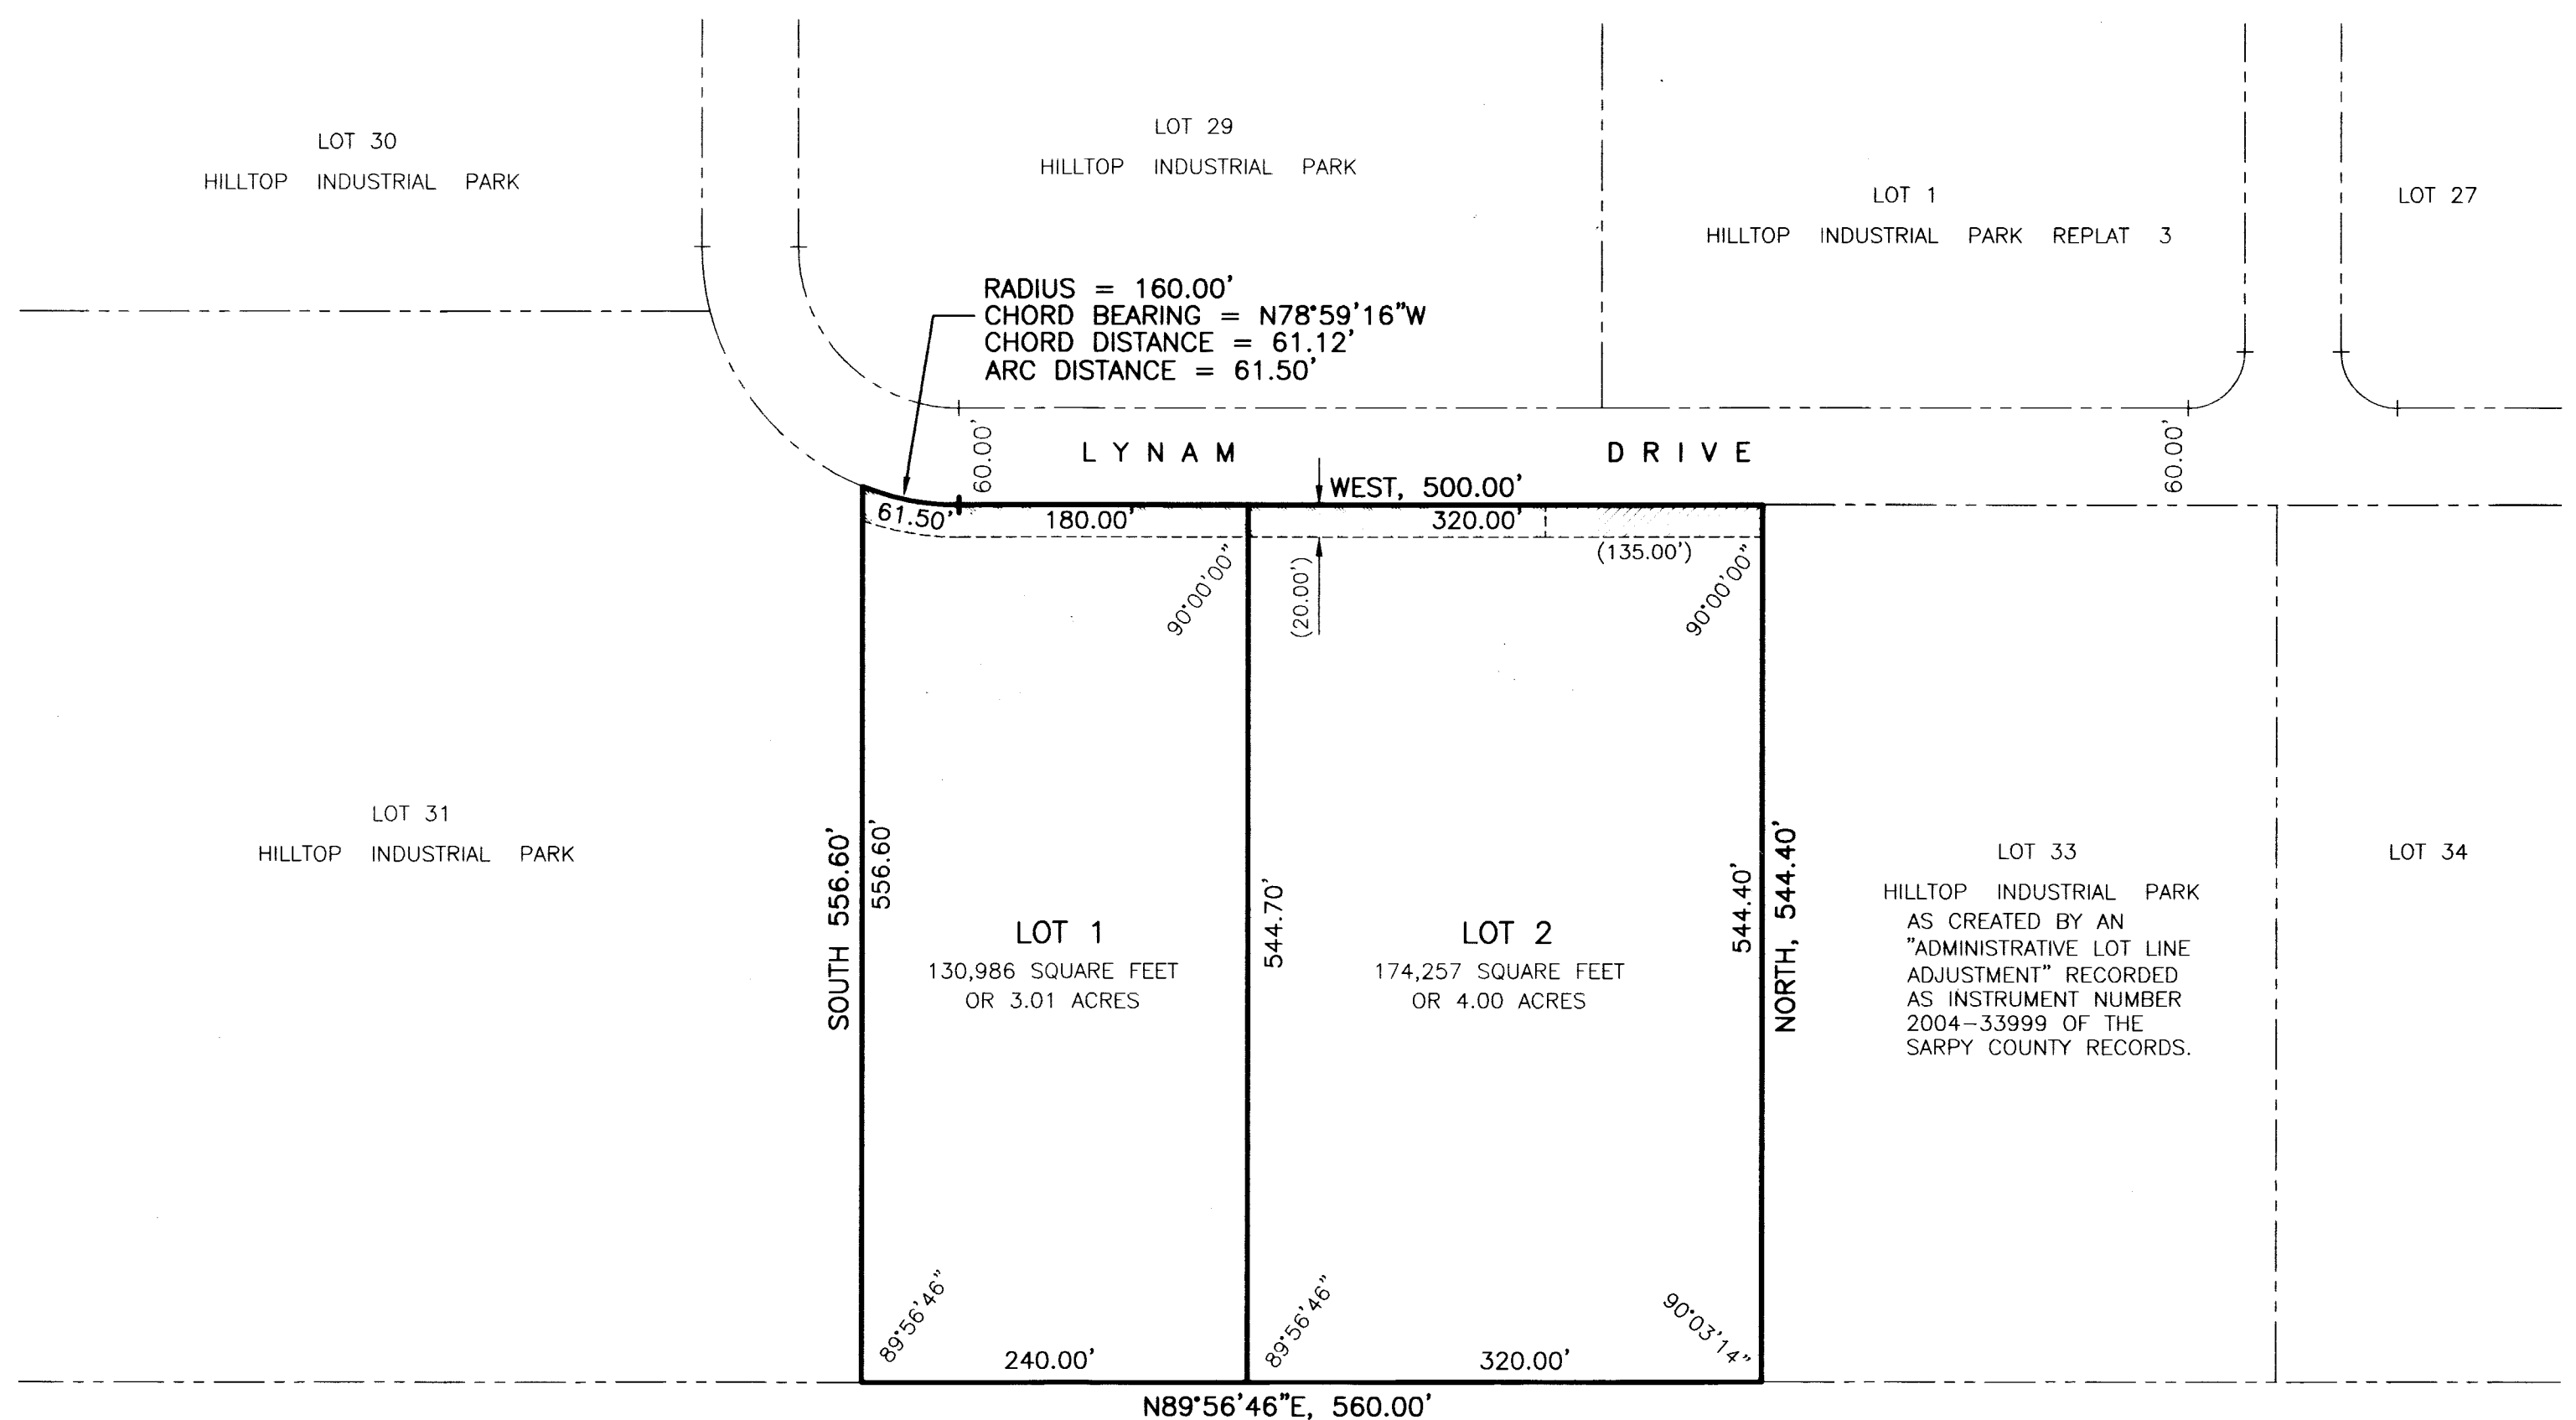 LOT 30
HILLTOP INDUSTRIAL PARK
LOT 29
HILLTOP INDUSTRIAL PARK
LOT 1
HILLTOP INDUSTRIAL PARK REPLAT 3
LOT 27
RADIUS = 160.00'
CHORD BEARING = N78°59'16"W
CHORD DISTANCE = 61.12'
ARC DISTANCE = 61.50'
60.00'
LYNAM DRIVE
60.00'
WEST, 500.00'
61.50'
180.00'
320.00'
(135.00')
90°00'00"
(20.00')
90°00'00"
LOT 31
HILLTOP INDUSTRIAL PARK
SOUTH 556.60'
556.60'
LOT 1
130,986 SQUARE FEET
OR 3.01 ACRES
544.70'
LOT 2
174,257 SQUARE FEET
OR 4.00 ACRES
544.40'
NORTH, 544.40'
LOT 33
HILLTOP INDUSTRIAL PARK
AS CREATED BY AN
"ADMINISTRATIVE LOT LINE
ADJUSTMENT" RECORDED
AS INSTRUMENT NUMBER
2004-33999 OF THE
SARPY COUNTY RECORDS.
LOT 34
89°56'46"
240.00'
89°56'46"
320.00'
90°03'14"
N89°56'46"E, 560.00'